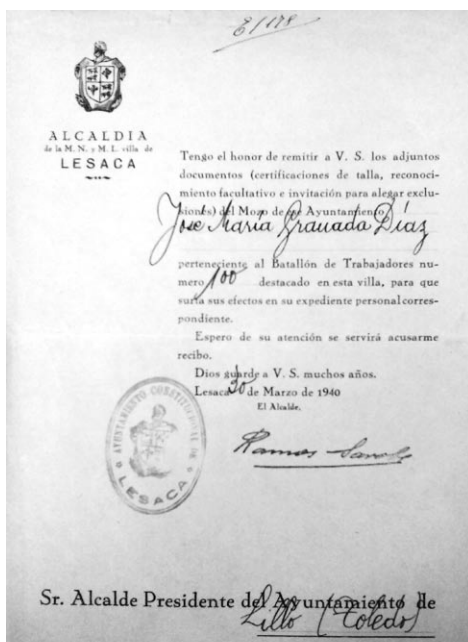 E/178
ALCALDIA
de la M. N. y M. L. villa de
LESACA
Tengo el honor de remitir a V. S. los adjuntos
documentos (certificaciones de talla, reconoci-
miento facultativo e invitación para alegar exclu-
siones) del Mozo de ese Ayuntamiento
José María Granada Díaz
perteneciente al Batallón de Trabajadores nu-
mero 100 destacado en esta villa, para que
surta sus efectos en su expediente personal corres-
pondiente.
Espero de su atención se servirá acusarme
recibo.
Dios guarde a V. S. muchos años.
Lesaca 30 de Marzo de 1940
El Alcalde,
Ramos
AYUNTAMIENTO CONSTITUCIONAL DE
LESACA
Sr. Alcalde Presidente del Ayuntamiento de
Lillo (Toledo)